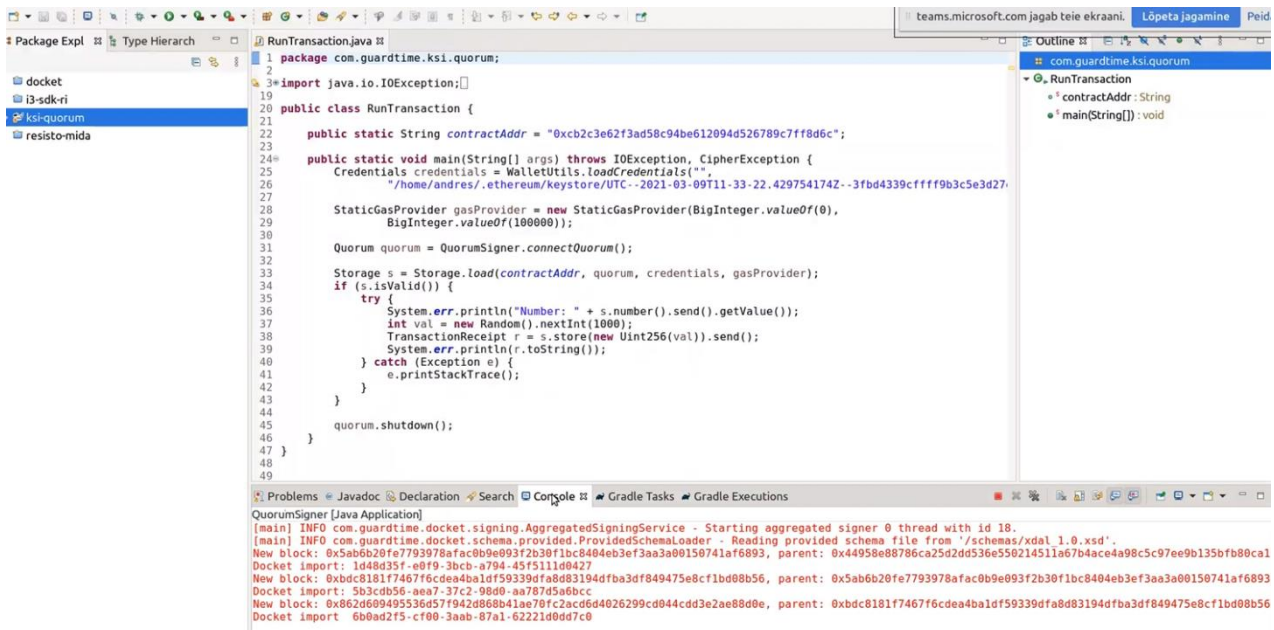 teams.microsoft.com jagab teie ekraani. Lõpeta jagamine Peida
Package Expl Type Hierarch
RunTransaction.java
Outline
docket
i3-sdk-ri
ksi-quorum
resisto-mida
1 package com.guardtime.ksi.quorum;
2
3 import java.io.IOException;
19
20 public class RunTransaction {
21
22 public static String contractAddr = "0xcb2c3e62f3ad58c94be612094d526789c7ff8d6c";
23
24 public static void main(String[] args) throws IOException, CipherException {
25 Credentials credentials = WalletUtils.loadCredentials("",
26 "/home/andres/.ethereum/keystore/UTC--2021-03-09T11-33-22.429754174Z--3fbd4339cffff9b3c5e3d27
27
28 StaticGasProvider gasProvider = new StaticGasProvider(BigInteger.valueOf(0),
29 BigInteger.valueOf(100000));
30
31 Quorum quorum = QuorumSigner.connectQuorum();
32
33 Storage s = Storage.load(contractAddr, quorum, credentials, gasProvider);
34 if (s.isValid()) {
35 try {
36 System.err.println("Number: " + s.number().send().getValue());
37 int val = new Random().nextInt(1000);
38 TransactionReceipt r = s.store(new Uint256(val)).send();
39 System.err.println(r.toString());
40 } catch (Exception e) {
41 e.printStackTrace();
42 }
43 }
44
45 quorum.shutdown();
46 }
47 }
48
49
com.guardtime.ksi.quorum
RunTransaction
contractAddr : String
main(String[]) : void
Problems Javadoc Declaration Search Console Gradle Tasks Gradle Executions
QuorumSigner [Java Application]
[main] INFO com.guardtime.docket.signing.AggregatedSigningService - Starting aggregated signer 0 thread with id 18.
[main] INFO com.guardtime.docket.schema.provided.ProvidedSchemaLoader - Reading provided schema file from '/schemas/xdal_1.0.xsd'.
New block: 0x5ab6b20fe7793978afac0b9e093f2b30f1bc8404eb3ef3aa3a00150741af6893, parent: 0x44958e88786ca25d2dd536e550214511a67b4ace4a98c5c97ee9b135bfb80ca1
Docket import: 1d48d35f-e0f9-3bcb-a794-45f5111d0427
New block: 0xbdc8181f7467f6cdea4ba1df59339dfa8d83194dfba3df849475e8cf1bd08b56, parent: 0x5ab6b20fe7793978afac0b9e093f2b30f1bc8404eb3ef3aa3a00150741af6893
Docket import: 5b3cdb56-aea7-37c2-98d0-aa787d5a6bcc
New block: 0x862d609495536d57f942d868b41ae70fc2acd6d4026299cd044cdd3e2ae88d0e, parent: 0xbdc8181f7467f6cdea4ba1df59339dfa8d83194dfba3df849475e8cf1bd08b56
Docket import 6b0ad2f5-cf00-3aab-87a1-62221d0dd7c0